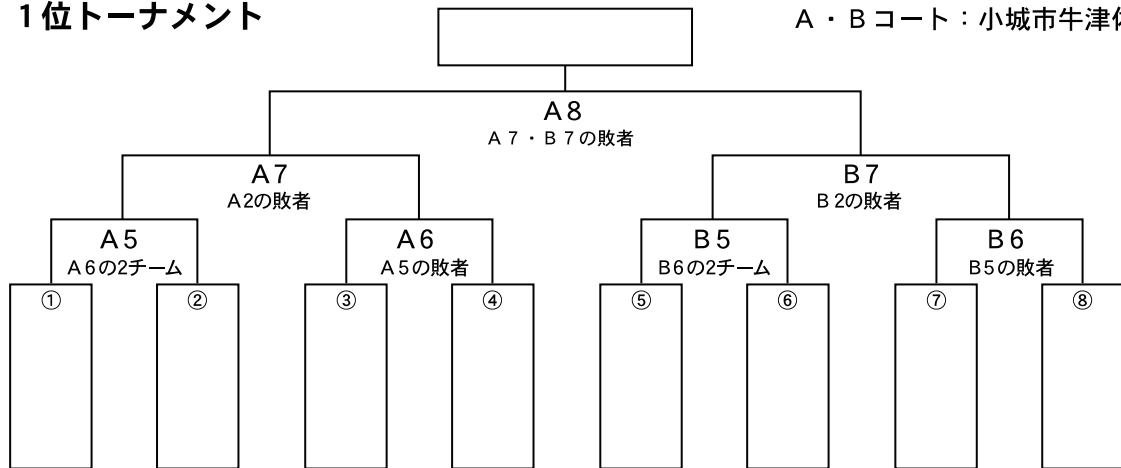 1位トーナメント
A・Bコート：小城市牛津
A8
A7・B7の敗者
A7
A2の敗者
B7
B2の敗者
A5
A6の2チーム
A6
A5の敗者
B5
B6の2チーム
B6
B5の敗者
① ② ③ ④ ⑤ ⑥ ⑦ ⑧